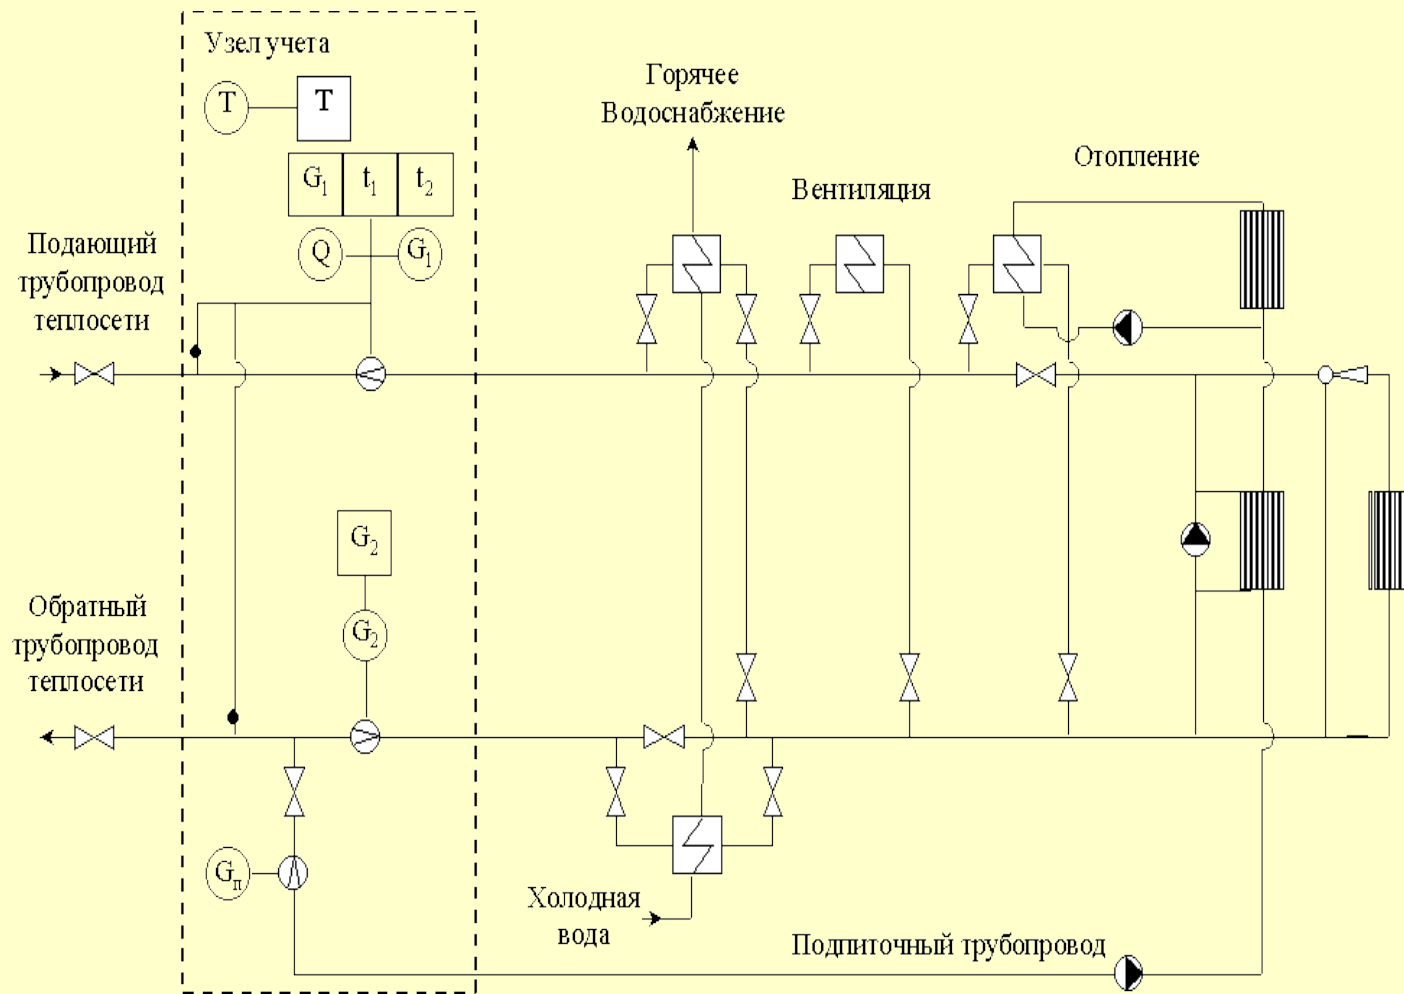 Узел учета
T
T
G1
t1
t2
Q
G1
Горячее
Водоснабжение
Вентиляция
Отопление
Подающий
трубопровод
теплосети
G2
G2
Обратный
трубопровод
теплосети
Gп
Холодная
вода
Подпиточный трубопровод